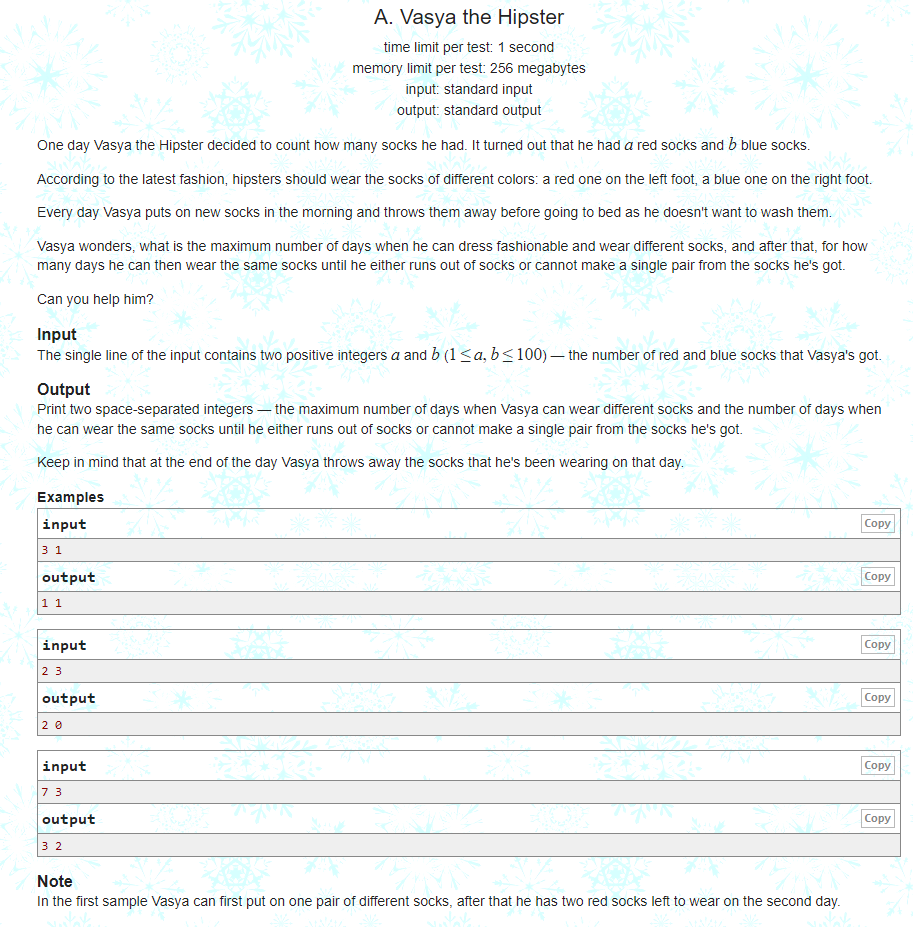 A. Vasya the Hipster
time limit per test: 1 second
memory limit per test: 256 megabytes
input: standard input
output: standard output
One day Vasya the Hipster decided to count how many socks he had. It turned out that he had a red socks and b blue socks.
According to the latest fashion, hipsters should wear the socks of different colors: a red one on the left foot, a blue one on the right foot.
Every day Vasya puts on new socks in the morning and throws them away before going to bed as he doesn't want to wash them.
Vasya wonders, what is the maximum number of days when he can dress fashionable and wear different socks, and after that, for how
many days he can then wear the same socks until he either runs out of socks or cannot make a single pair from the socks he's got.
Can you help him?
Input
The single line of the input contains two positive integers a and b (1 ≤ a, b ≤ 100) — the number of red and blue socks that Vasya's got.
Output
Print two space-separated integers — the maximum number of days when Vasya can wear different socks and the number of days when
he can wear the same socks until he either runs out of socks or cannot make a single pair from the socks he's got.
Keep in mind that at the end of the day Vasya throws away the socks that he's been wearing on that day.
Examples
input Copy
3 1
output Copy
1 1
input Copy
2 3
output Copy
2 0
input Copy
7 3
output Copy
3 2
Note
In the first sample Vasya can first put on one pair of different socks, after that he has two red socks left to wear on the second day.